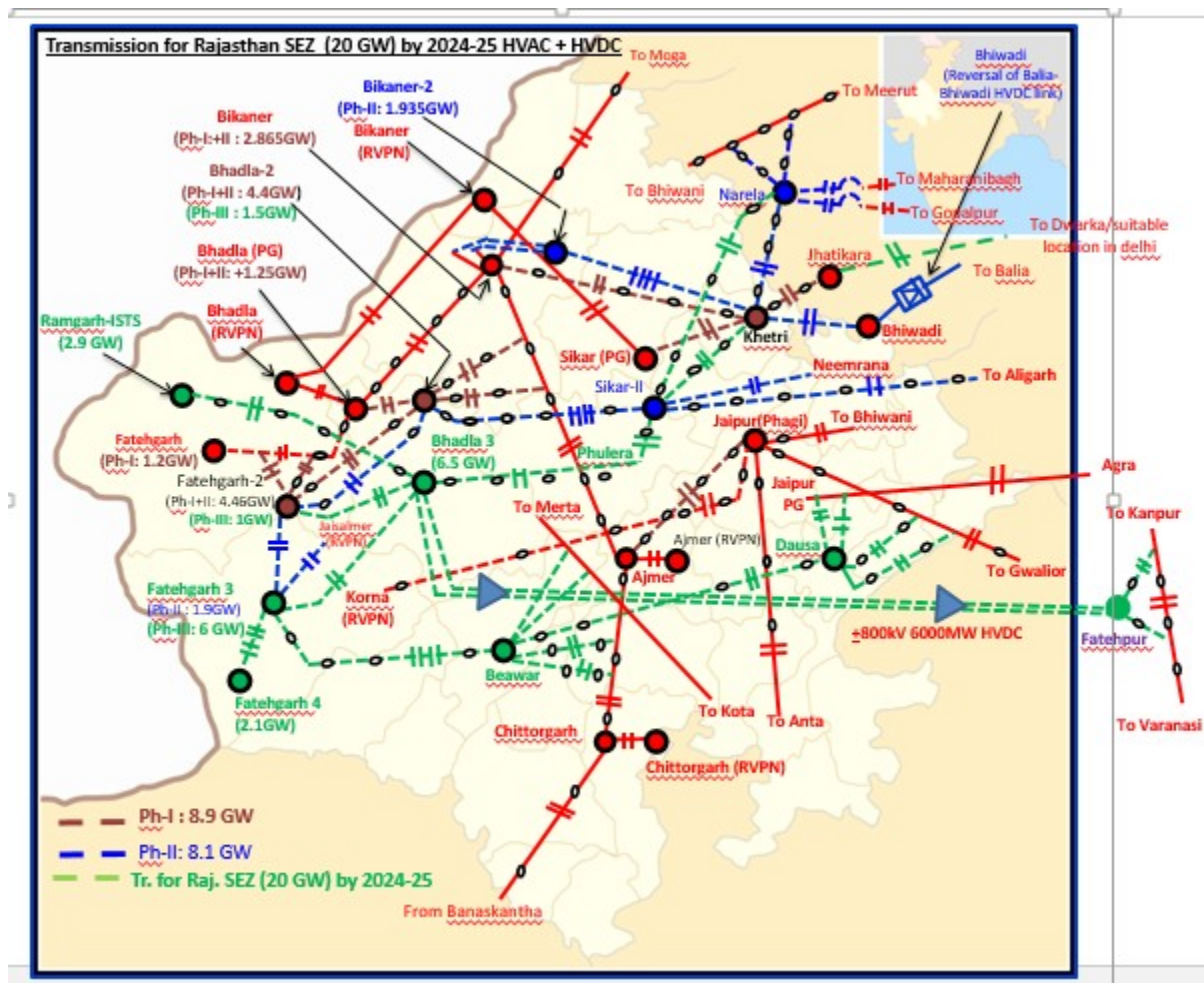 Transmission for Rajasthan SEZ (20 GW) by 2024-25 HVAC + HVDC
To Moga
Bhiwadi
(Reversal of Balia-
Bhiwadi HVDC link)
Bikaner-2
(Ph-II: 1.935GW)
To Meerut
Bikaner
(Ph-I:+II : 2.865GW)
Bikaner
(RVPN)
Bhadla-2
(Ph-I+II : 4.4GW)
(Ph-III : 1.5GW)
To Bhiwani
Narela
To Maharanibagh
To Gopalpur
To Dwarka/suitable
location in delhi
Bhadla (PG)
(Ph-I+II: +1.25GW)
Jhatikara
To Balia
Bhadla
(RVPN)
Ramgarh-ISTS
(2.9 GW)
Khetri
Bhiwadi
Sikar (PG)
Neemrana
Sikar-II
To Aligarh
Jaipur(Phagi)
To Bhiwani
Fatehgarh
(Ph-I: 1.2GW)
Bhadla 3
(6.5 GW)
Phulera
Agra
Fatehgarh-2
(Ph-I+II: 4.46GW)
(Ph-III: 1GW)
Jaipur
PG
To Merta
To Kanpur
Jaisalmer
(RVPN)
Ajmer (RVPN)
Dausa
Ajmer
To Gwalior
Fatehgarh 3
(Ph-II : 1.9GW)
(Ph-III: 6 GW)
Korna
(RVPN)
+800kV 6000MW HVDC
Fatehpur
Beawar
Fatehgarh 4
(2.1GW)
To Kota
To Anta
To Varanasi
Chittorgarh
Chittorgarh (RVPN)
Ph-I : 8.9 GW
Ph-II: 8.1 GW
Tr. for Raj. SEZ (20 GW) by 2024-25
From Banaskantha